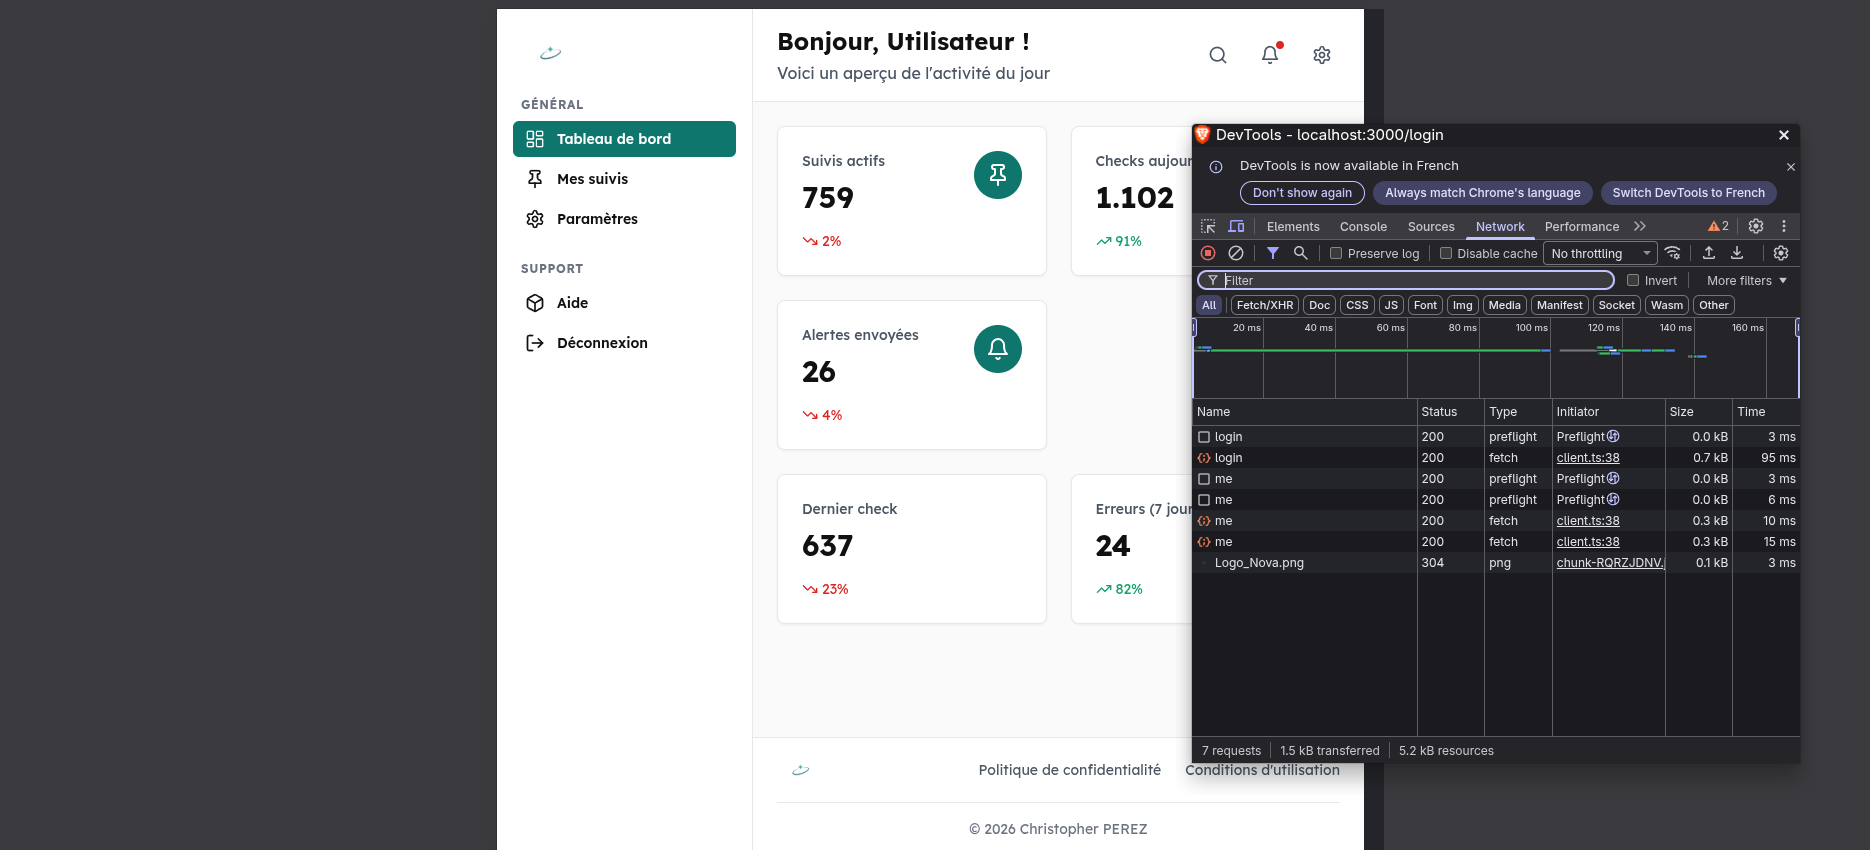 Bonjour, Utilisateur !
Voici un aperçu de l'activité du jour
GÉNÉRAL
Tableau de bord
Mes suivis
Paramètres
SUPPORT
Aide
Déconnexion
Suivis actifs
759
2%
Checks aujour
1.102
91%
Alertes envoyées
26
4%
Dernier check
637
23%
Erreurs (7 jour
24
82%
Politique de confidentialité Conditions d'utilisation
© 2026 Christopher PEREZ
DevTools - localhost:3000/login
DevTools is now available in French
Don't show again Always match Chrome's language Switch DevTools to French
Elements Console Sources Network Performance 2
Preserve log Disable cache No throttling
Filter Invert More filters
All Fetch/XHR Doc CSS JS Font Img Media Manifest Socket Wasm Other
20 ms 40 ms 60 ms 80 ms 100 ms 120 ms 140 ms 160 ms
Name Status Type Initiator Size Time
login 200 preflight Preflight 0.0 kB 3 ms
login 200 fetch client.ts:38 0.7 kB 95 ms
me 200 preflight Preflight 0.0 kB 3 ms
me 200 preflight Preflight 0.0 kB 6 ms
me 200 fetch client.ts:38 0.3 kB 10 ms
me 200 fetch client.ts:38 0.3 kB 15 ms
Logo_Nova.png 304 png chunk-RQRZJDNV.j 0.1 kB 3 ms
7 requests 1.5 kB transferred 5.2 kB resources